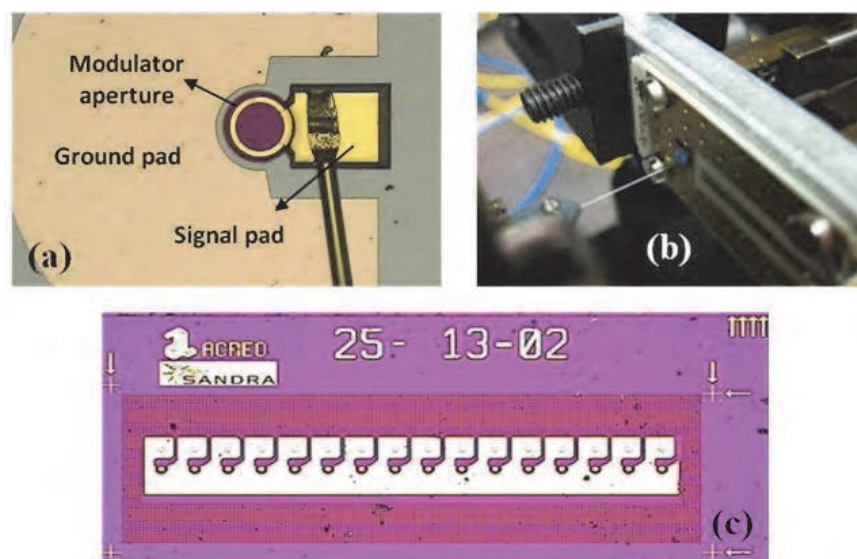 Modulator
aperture
Ground pad
Signal pad
(a)
(b)
ACREO
25- 13-02
SANDRA
(c)